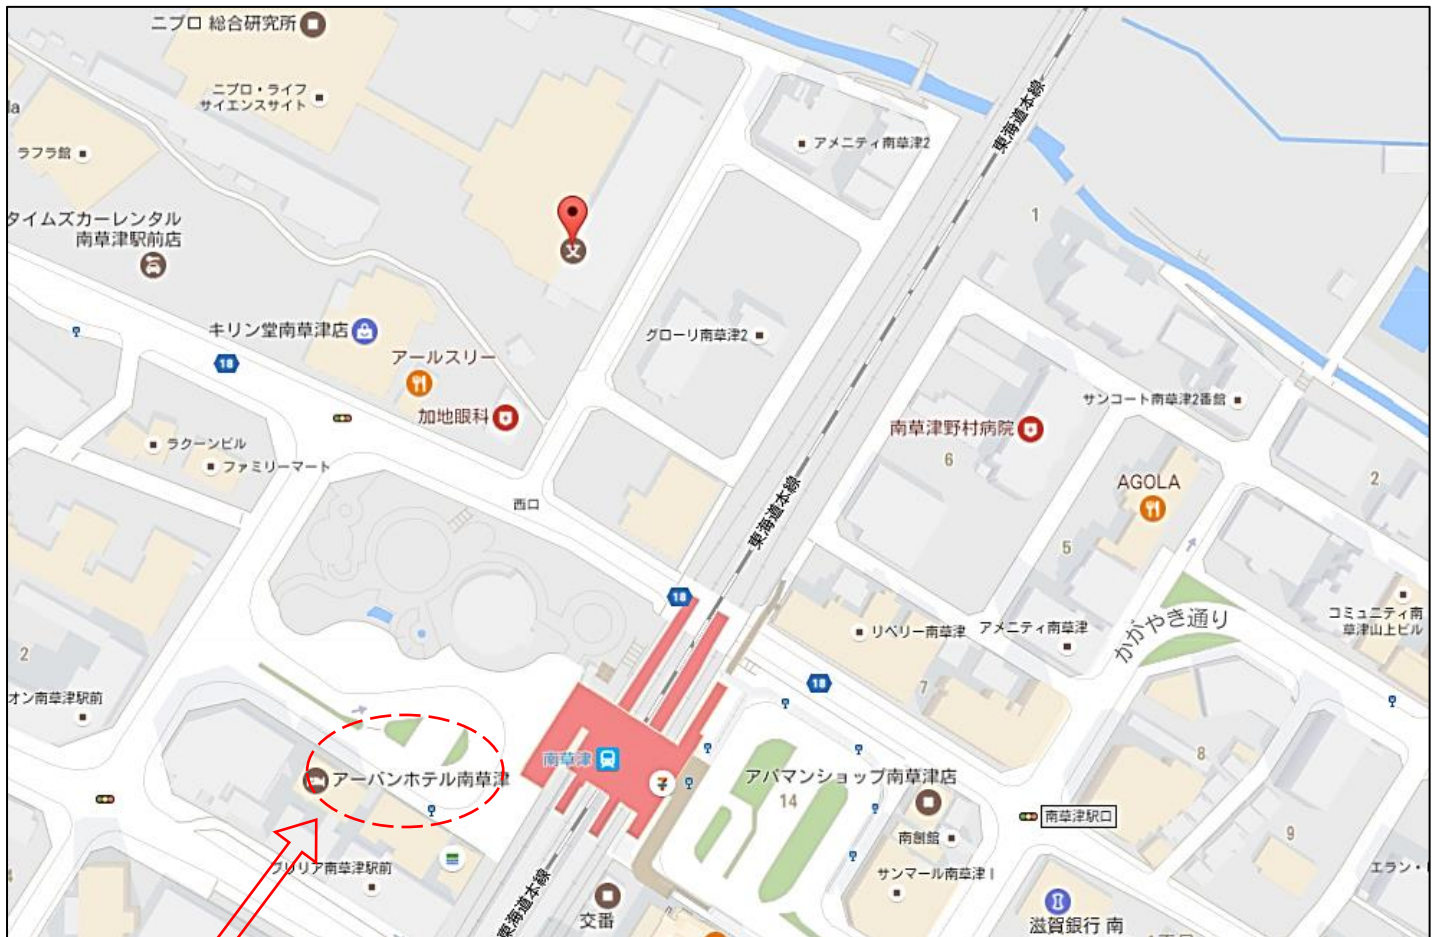 ニプロ 総合研究所
ニプロ・ライフ
サイエンスサイト
la
ラフラ館
タイムズカーレンタル
南草津駅前店
アメニティ南草津2
東海道本線
1
キリン堂南草津店
18
アールスリー
加地眼科
グローリ南草津2
ラクーンビル
ファミリーマート
西口
南草津野村病院
6
サンコート南草津2番館
AGOLA
2
5
東海道本線
18
リベリー南草津
アメニティ南草津
かがやき通り
コミュニティ南
草津山上ビル
2
オン南草津駅前
18
7
8
アーバンホテル南草津
南草津
アパマンショップ南草津店
14
南草津駅口
南創館
9
ブリリア南草津駅前
サンマール南草津 I
エラン・
東海道本線
交番
滋賀銀行 南